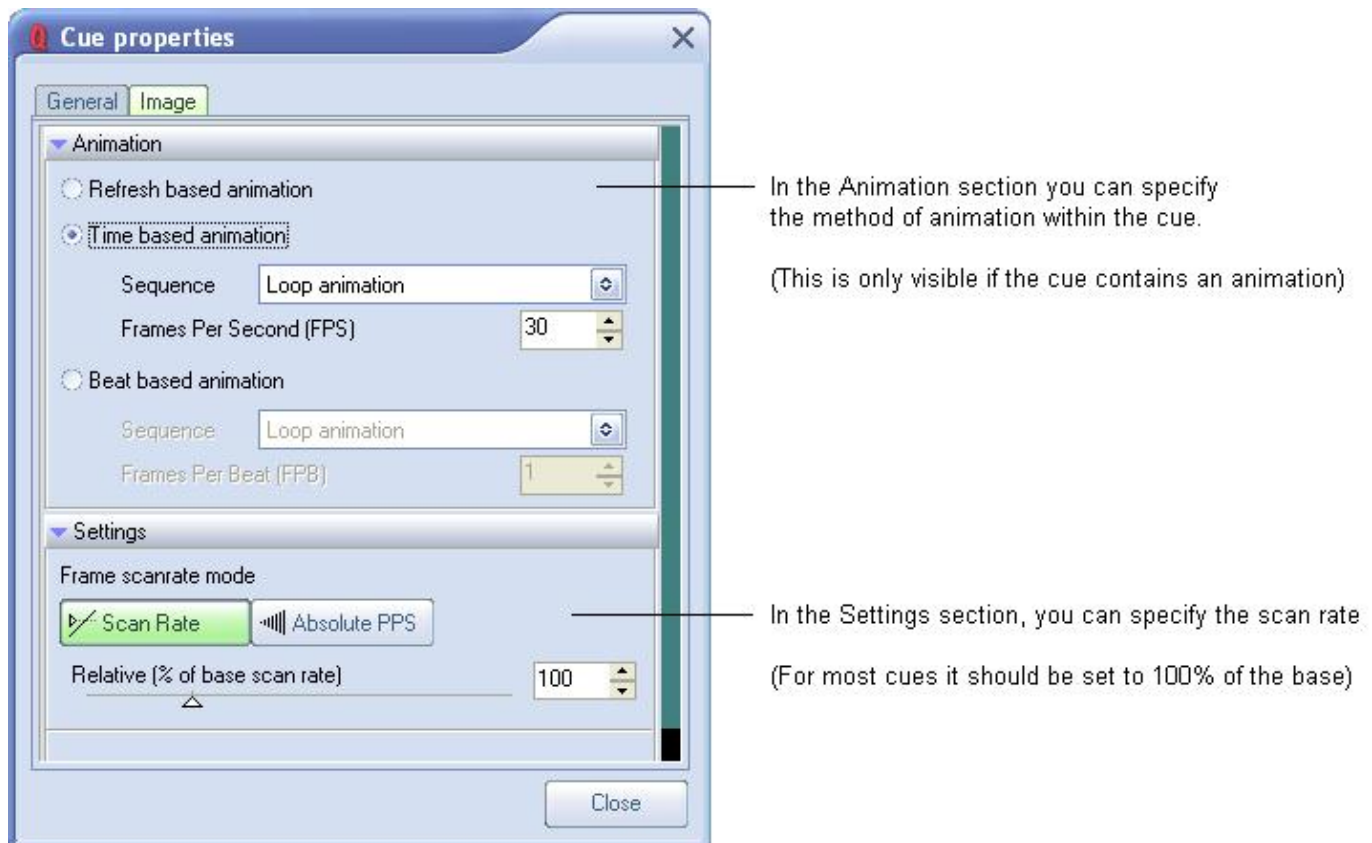 Cue properties
General Image
Animation
Refresh based animation
Time based animation
Sequence Loop animation
Frames Per Second (FPS) 30
Beat based animation
Sequence Loop animation
Frames Per Beat (FPB) 1
Settings
Frame scanrate mode
Scan Rate Absolute PPS
Relative (% of base scan rate) 100
Close
In the Animation section you can specify
the method of animation within the cue.
(This is only visible if the cue contains an animation)
In the Settings section, you can specify the scan rate
(For most cues it should be set to 100% of the base)